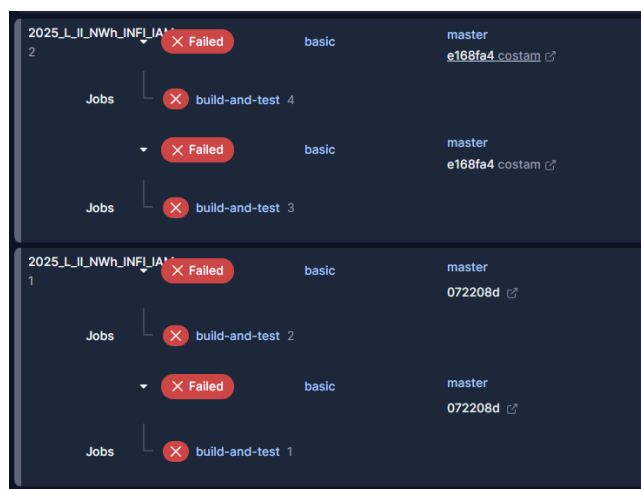 2025_L_II_NWh_INFI_IAM
2
Failed
basic
master
e168fa4 costam
Jobs
build-and-test 4
Failed
basic
master
e168fa4 costam
Jobs
build-and-test 3
2025_L_II_NWh_INFI_IAM
1
Failed
basic
master
072208d
Jobs
build-and-test 2
Failed
basic
master
072208d
Jobs
build-and-test 1